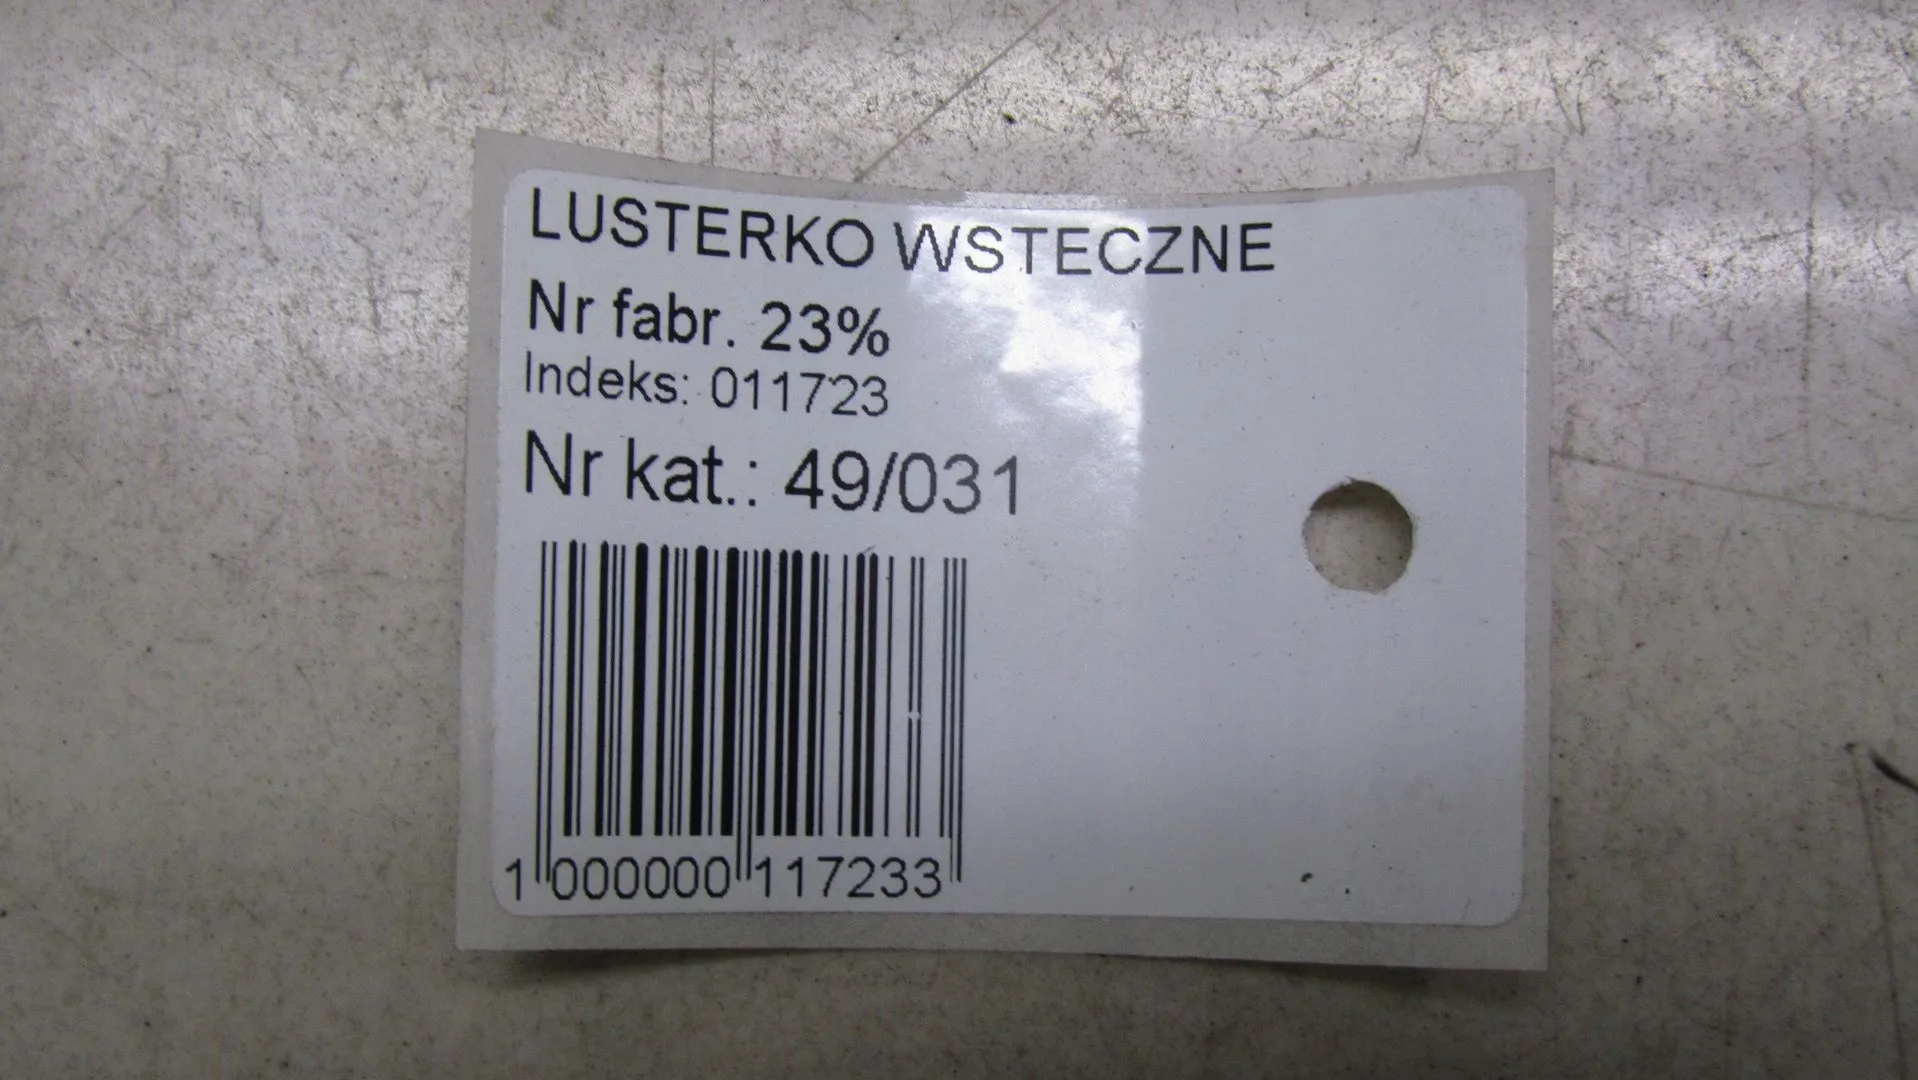 LUSTERKO WSTECZNE
Nr fabr. 23%
Indeks: 011723
Nr kat.: 49/031
1 000000 117233